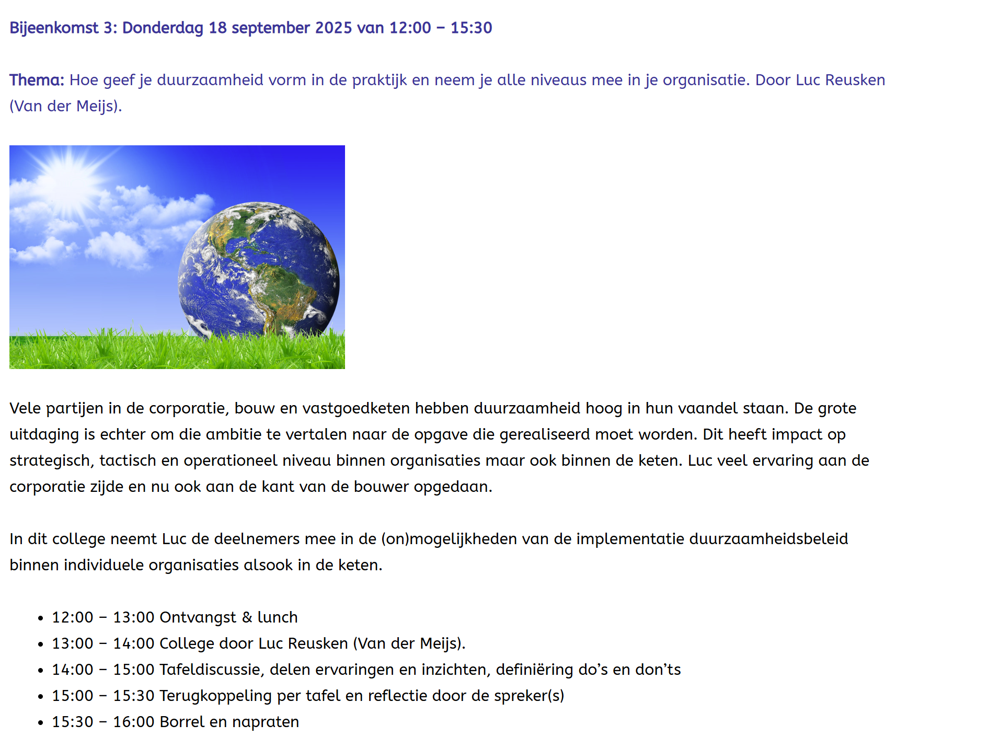 Bijeenkomst 3: Donderdag 18 september 2025 van 12:00 – 15:30
Thema: Hoe geef je duurzaamheid vorm in de praktijk en neem je alle niveaus mee in je organisatie. Door Luc Reusken
(Van der Meijs).
Vele partijen in de corporatie, bouw en vastgoedketen hebben duurzaamheid hoog in hun vaandel staan. De grote
uitdaging is echter om die ambitie te vertalen naar de opgave die gerealiseerd moet worden. Dit heeft impact op
strategisch, tactisch en operationeel niveau binnen organisaties maar ook binnen de keten. Luc veel ervaring aan de
corporatie zijde en nu ook aan de kant van de bouwer opgedaan.
In dit college neemt Luc de deelnemers mee in de (on)mogelijkheden van de implementatie duurzaamheidsbeleid
binnen individuele organisaties alsook in de keten.
• 12:00 – 13:00 Ontvangst & lunch
• 13:00 – 14:00 College door Luc Reusken (Van der Meijs).
• 14:00 – 15:00 Tafeldiscussie, delen ervaringen en inzichten, definiëring do’s en don’ts
• 15:00 – 15:30 Terugkoppeling per tafel en reflectie door de spreker(s)
• 15:30 – 16:00 Borrel en napraten